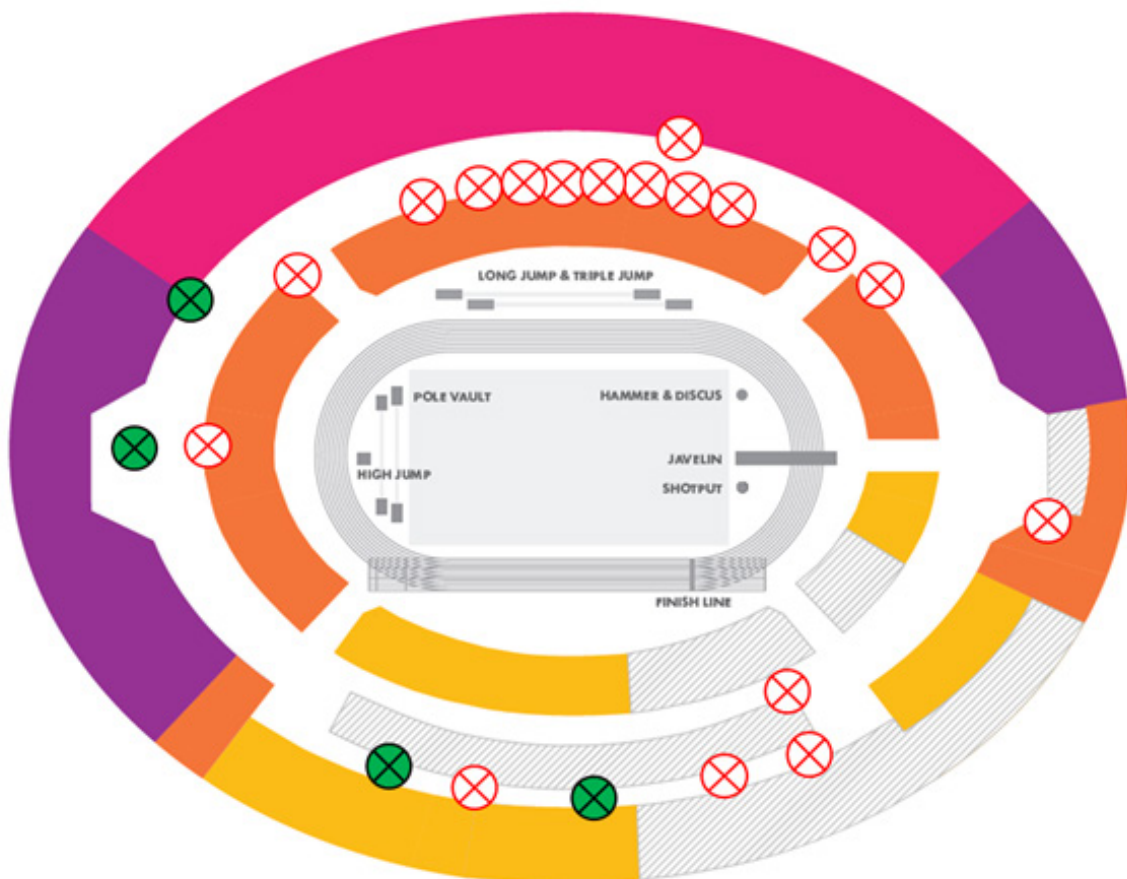 LONG JUMP & TRIPLE JUMP
POLE VAULT
HAMMER & DISCUS
HIGH JUMP
JAVELIN
SHOTPUT
FINISH LINE